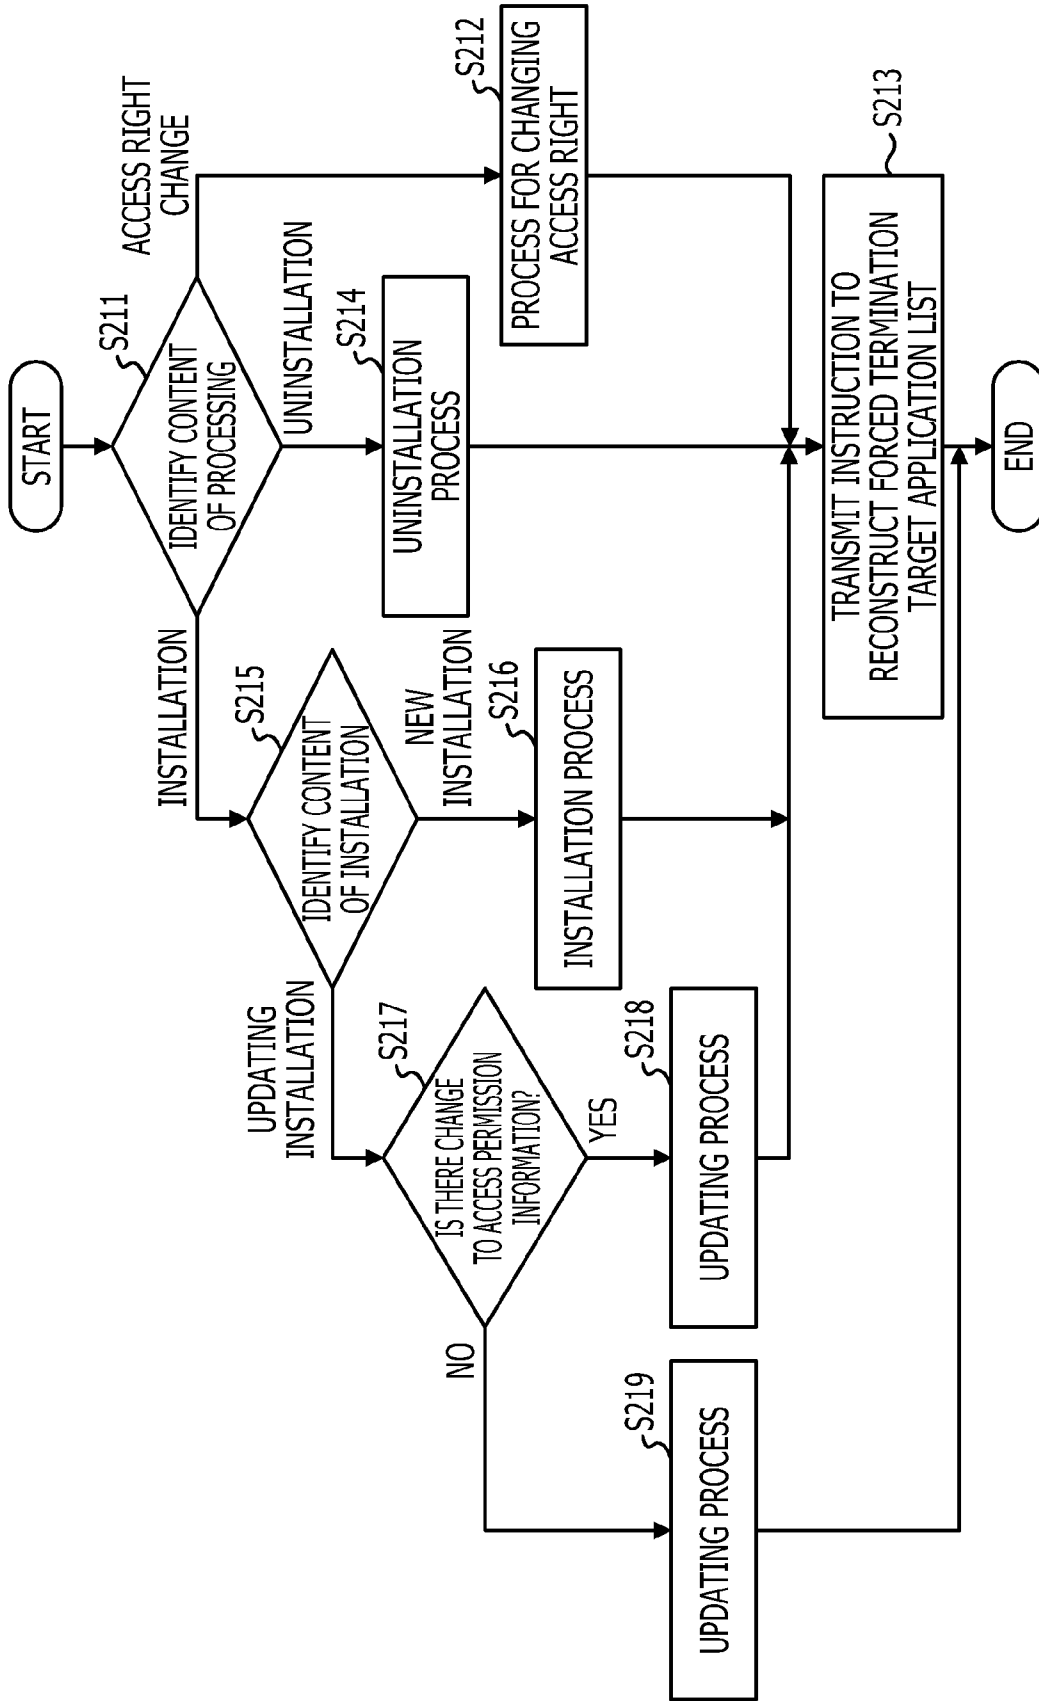 START
S211
IDENTIFY CONTENT
OF PROCESSING
ACCESS RIGHT
CHANGE
S212
PROCESS FOR CHANGING
ACCESS RIGHT
UNINSTALLATION
S214
UNINSTALLATION
PROCESS
INSTALLATION
S215
IDENTIFY CONTENT
OF INSTALLATION
NEW
INSTALLATION
S216
INSTALLATION PROCESS
UPDATING
INSTALLATION
S217
IS THERE CHANGE
TO ACCESS PERMISSION
INFORMATION?
YES
S218
UPDATING PROCESS
NO
S219
UPDATING PROCESS
S213
TRANSMIT INSTRUCTION TO
RECONSTRUCT FORCED TERMINATION
TARGET APPLICATION LIST
END